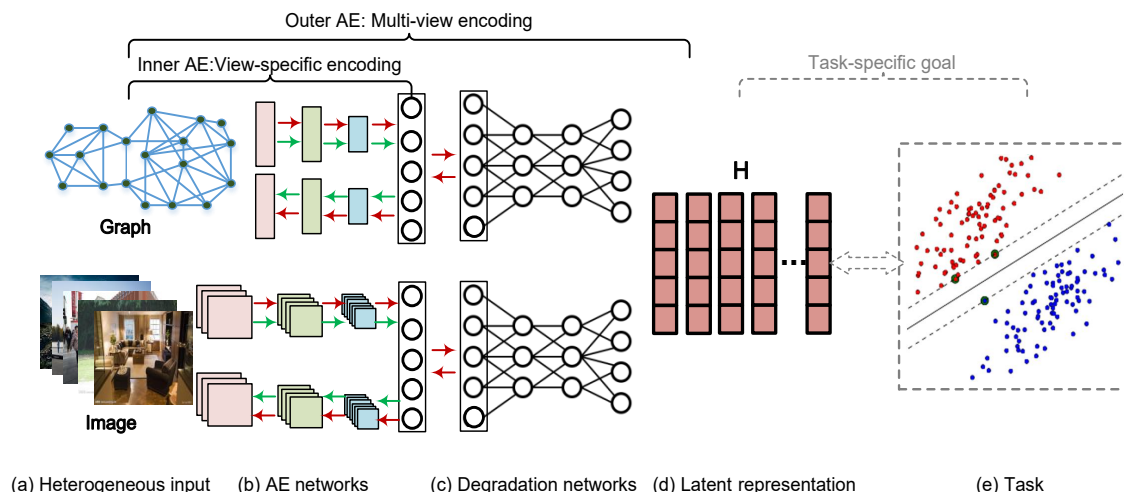 Outer AE: Multi-view encoding
Inner AE:View-specific encoding
Task-specific goal
H
Graph
...
Image
(a) Heterogeneous input (b) AE networks (c) Degradation networks (d) Latent representation (e) Task